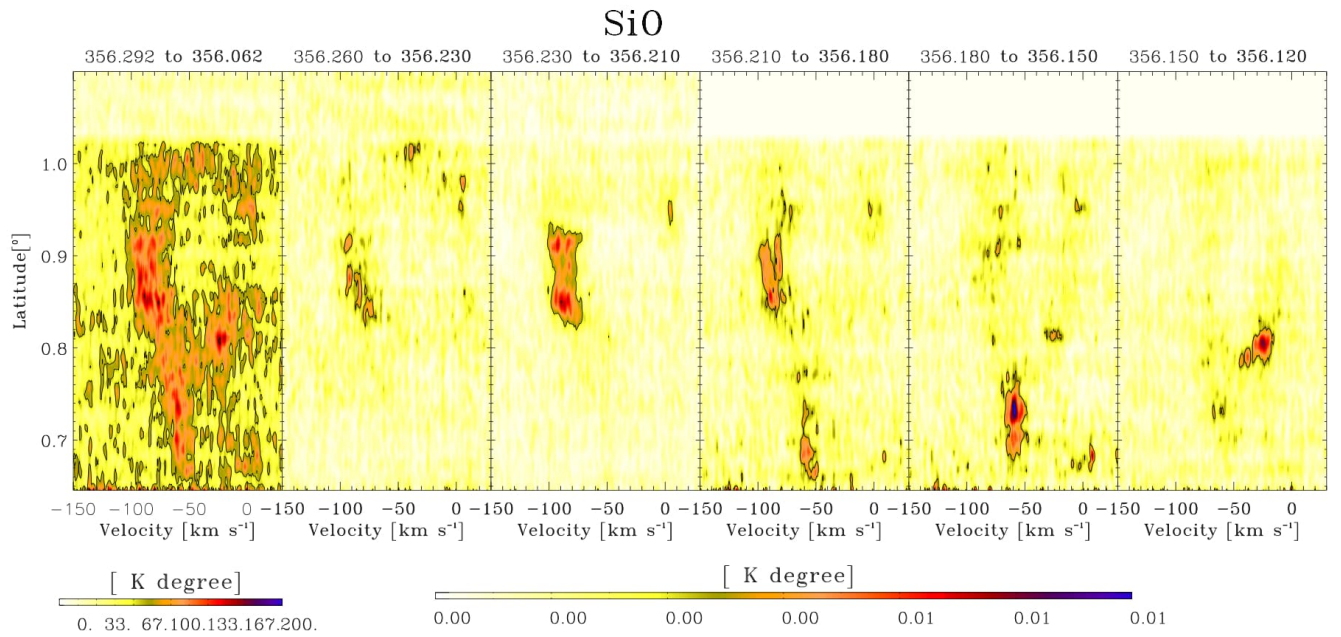 SiO
356.292 to 356.062 356.260 to 356.230 356.230 to 356.210 356.210 to 356.180 356.180 to 356.150 356.150 to 356.120
Latitude[°]
1.0
0.9
0.8
0.7
−150 −100 −50 0 −150 −100 −50 0 −150 −100 −50 0 −150 −100 −50 0 −150 −100 −50 0 −150 −100 −50 0
Velocity [km s⁻¹] Velocity [km s⁻¹] Velocity [km s⁻¹] Velocity [km s⁻¹] Velocity [km s⁻¹] Velocity [km s⁻¹]
[ K degree] [ K degree]
0. 33. 67.100.133.167.200. 0.00 0.00 0.00 0.00 0.01 0.01 0.01